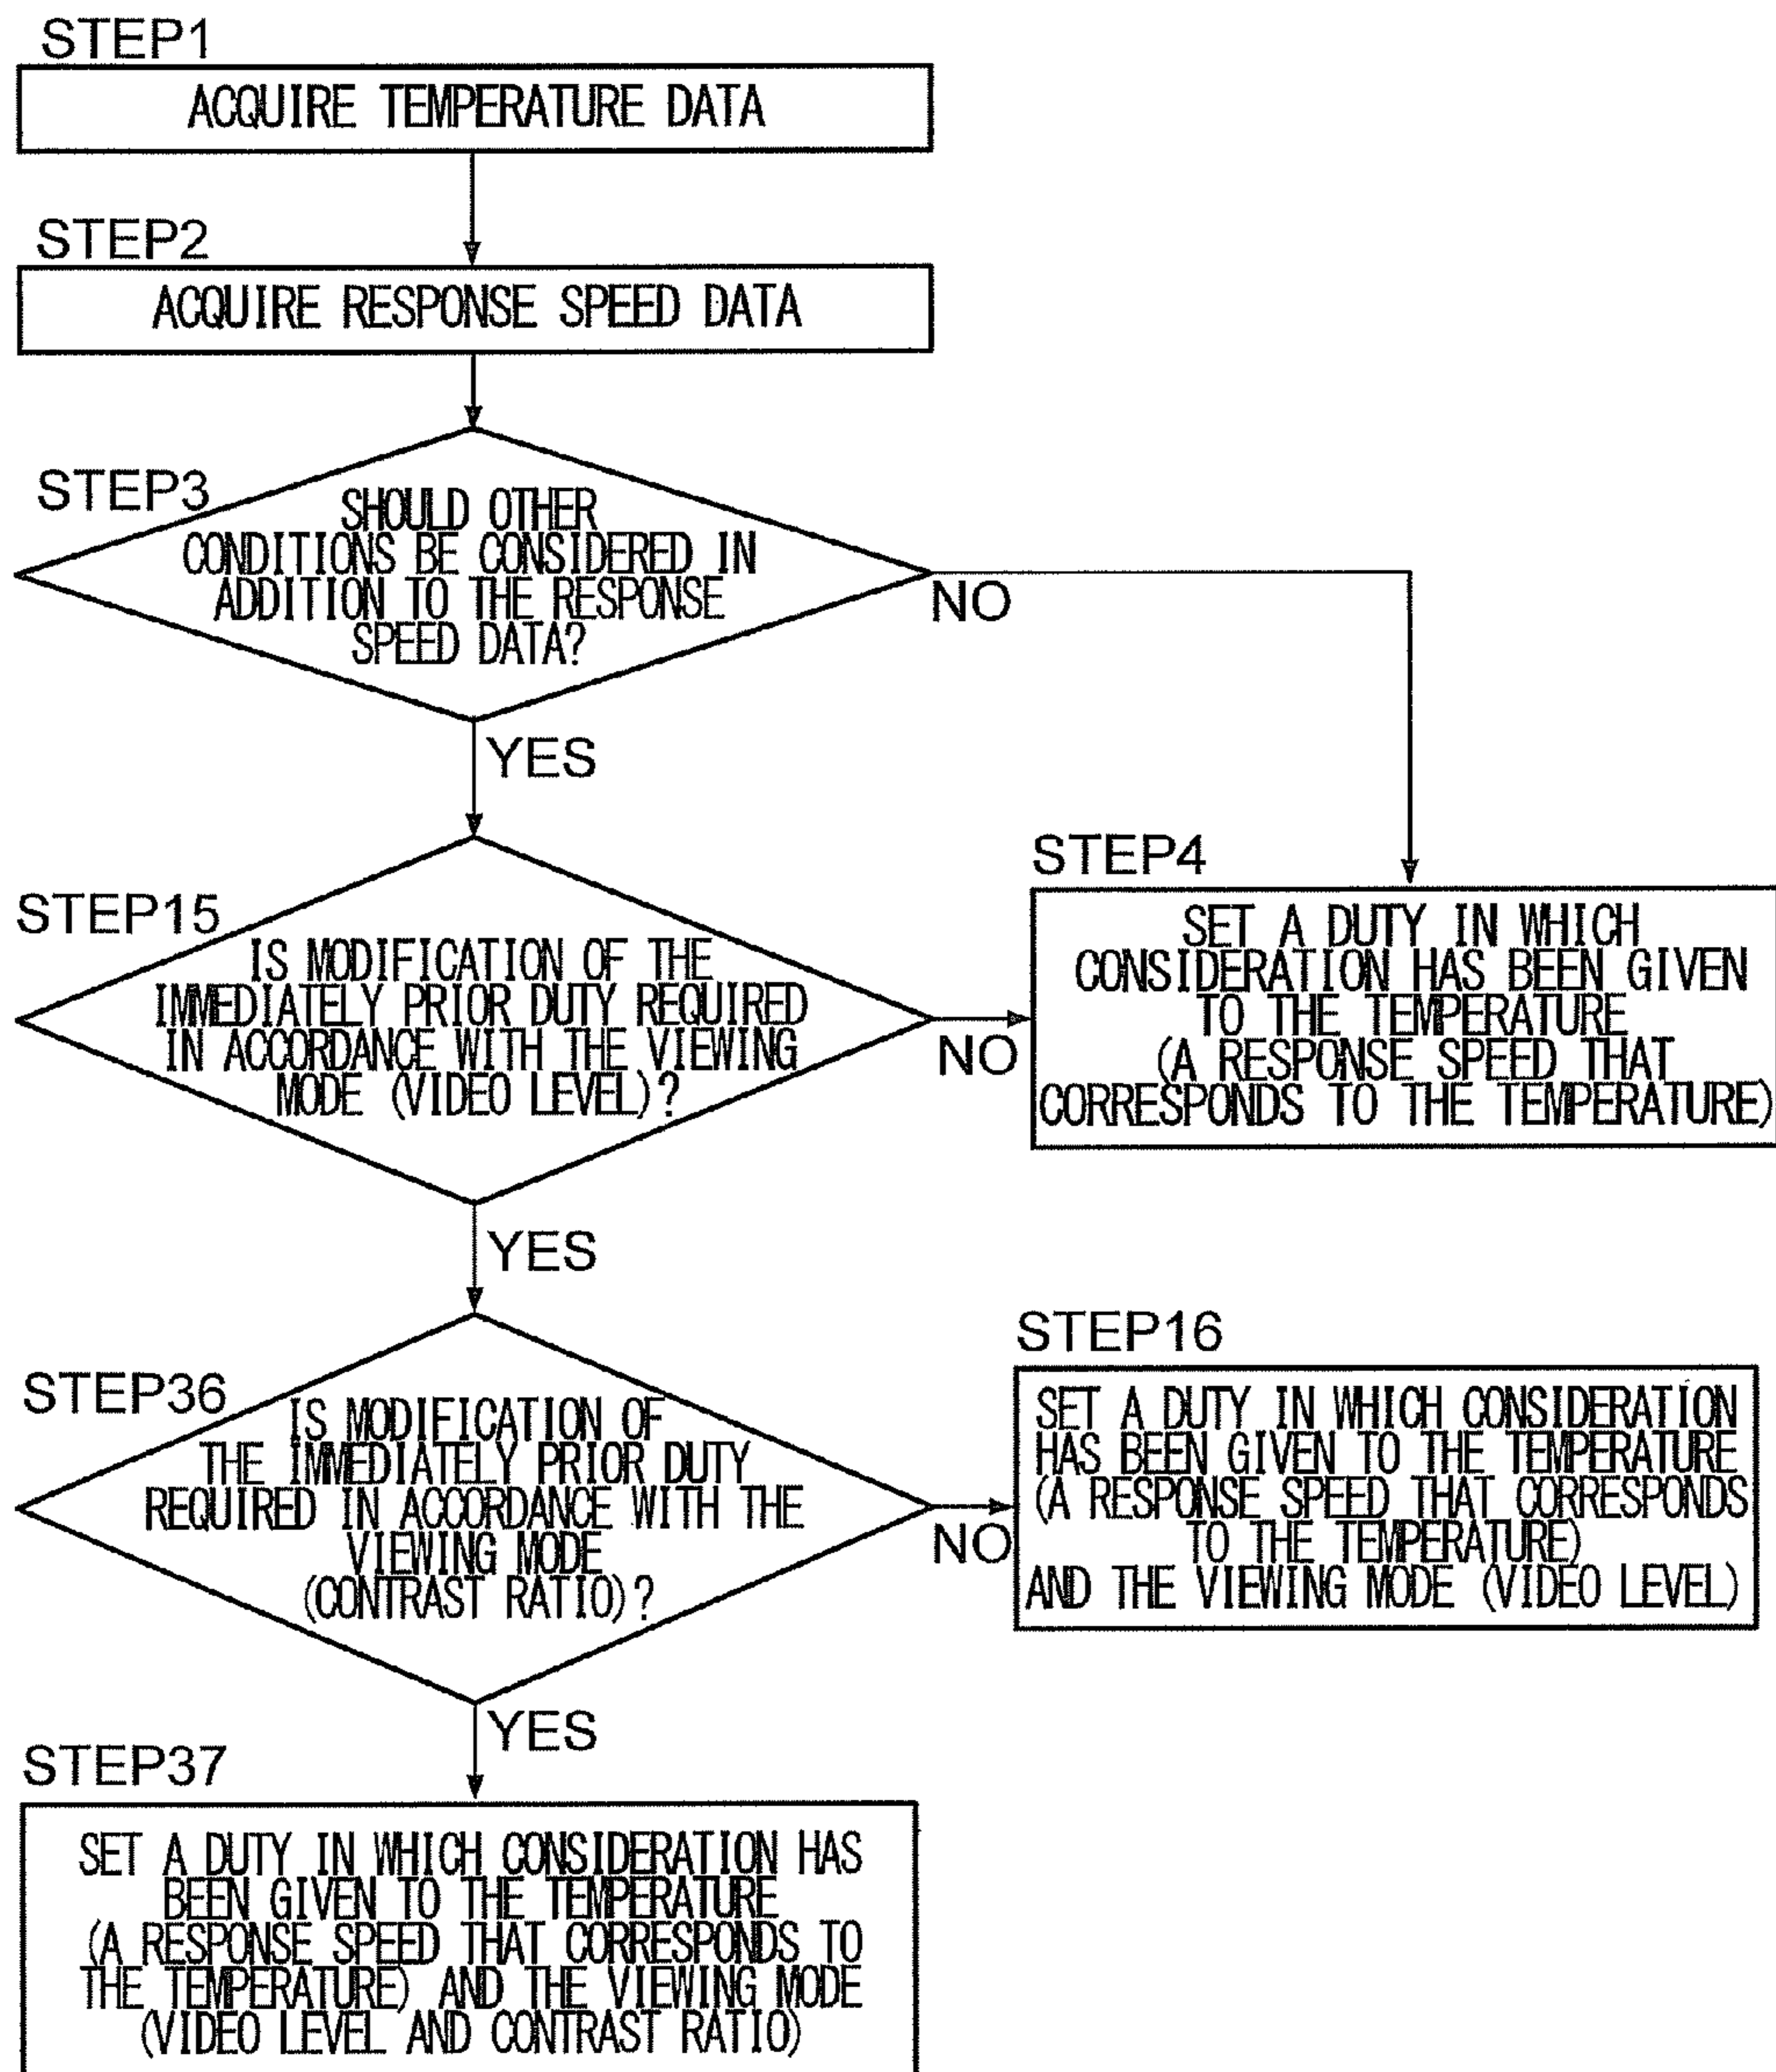 STEP1
ACQUIRE TEMPERATURE DATA
STEP2
ACQUIRE RESPONSE SPEED DATA
STEP3
SHOULD OTHER
CONDITIONS BE CONSIDERED IN
ADDITION TO THE RESPONSE
SPEED DATA?
NO
YES
STEP4
SET A DUTY IN WHICH
CONSIDERATION HAS BEEN GIVEN
TO THE TEMPERATURE
(A RESPONSE SPEED THAT
CORRESPONDS TO THE TEMPERATURE)
STEP15
IS MODIFICATION OF THE
IMMEDIATELY PRIOR DUTY REQUIRED
IN ACCORDANCE WITH THE VIEWING
MODE (VIDEO LEVEL)?
NO
YES
STEP36
IS MODIFICATION OF
THE IMMEDIATELY PRIOR DUTY
REQUIRED IN ACCORDANCE WITH THE
VIEWING MODE
(CONTRAST RATIO)?
NO
YES
STEP16
SET A DUTY IN WHICH CONSIDERATION
HAS BEEN GIVEN TO THE TEMPERATURE
(A RESPONSE SPEED THAT CORRESPONDS
TO THE TEMPERATURE)
AND THE VIEWING MODE (VIDEO LEVEL)
STEP37
SET A DUTY IN WHICH CONSIDERATION HAS
BEEN GIVEN TO THE TEMPERATURE
(A RESPONSE SPEED THAT CORRESPONDS TO
THE TEMPERATURE) AND THE VIEWING MODE
(VIDEO LEVEL AND CONTRAST RATIO)